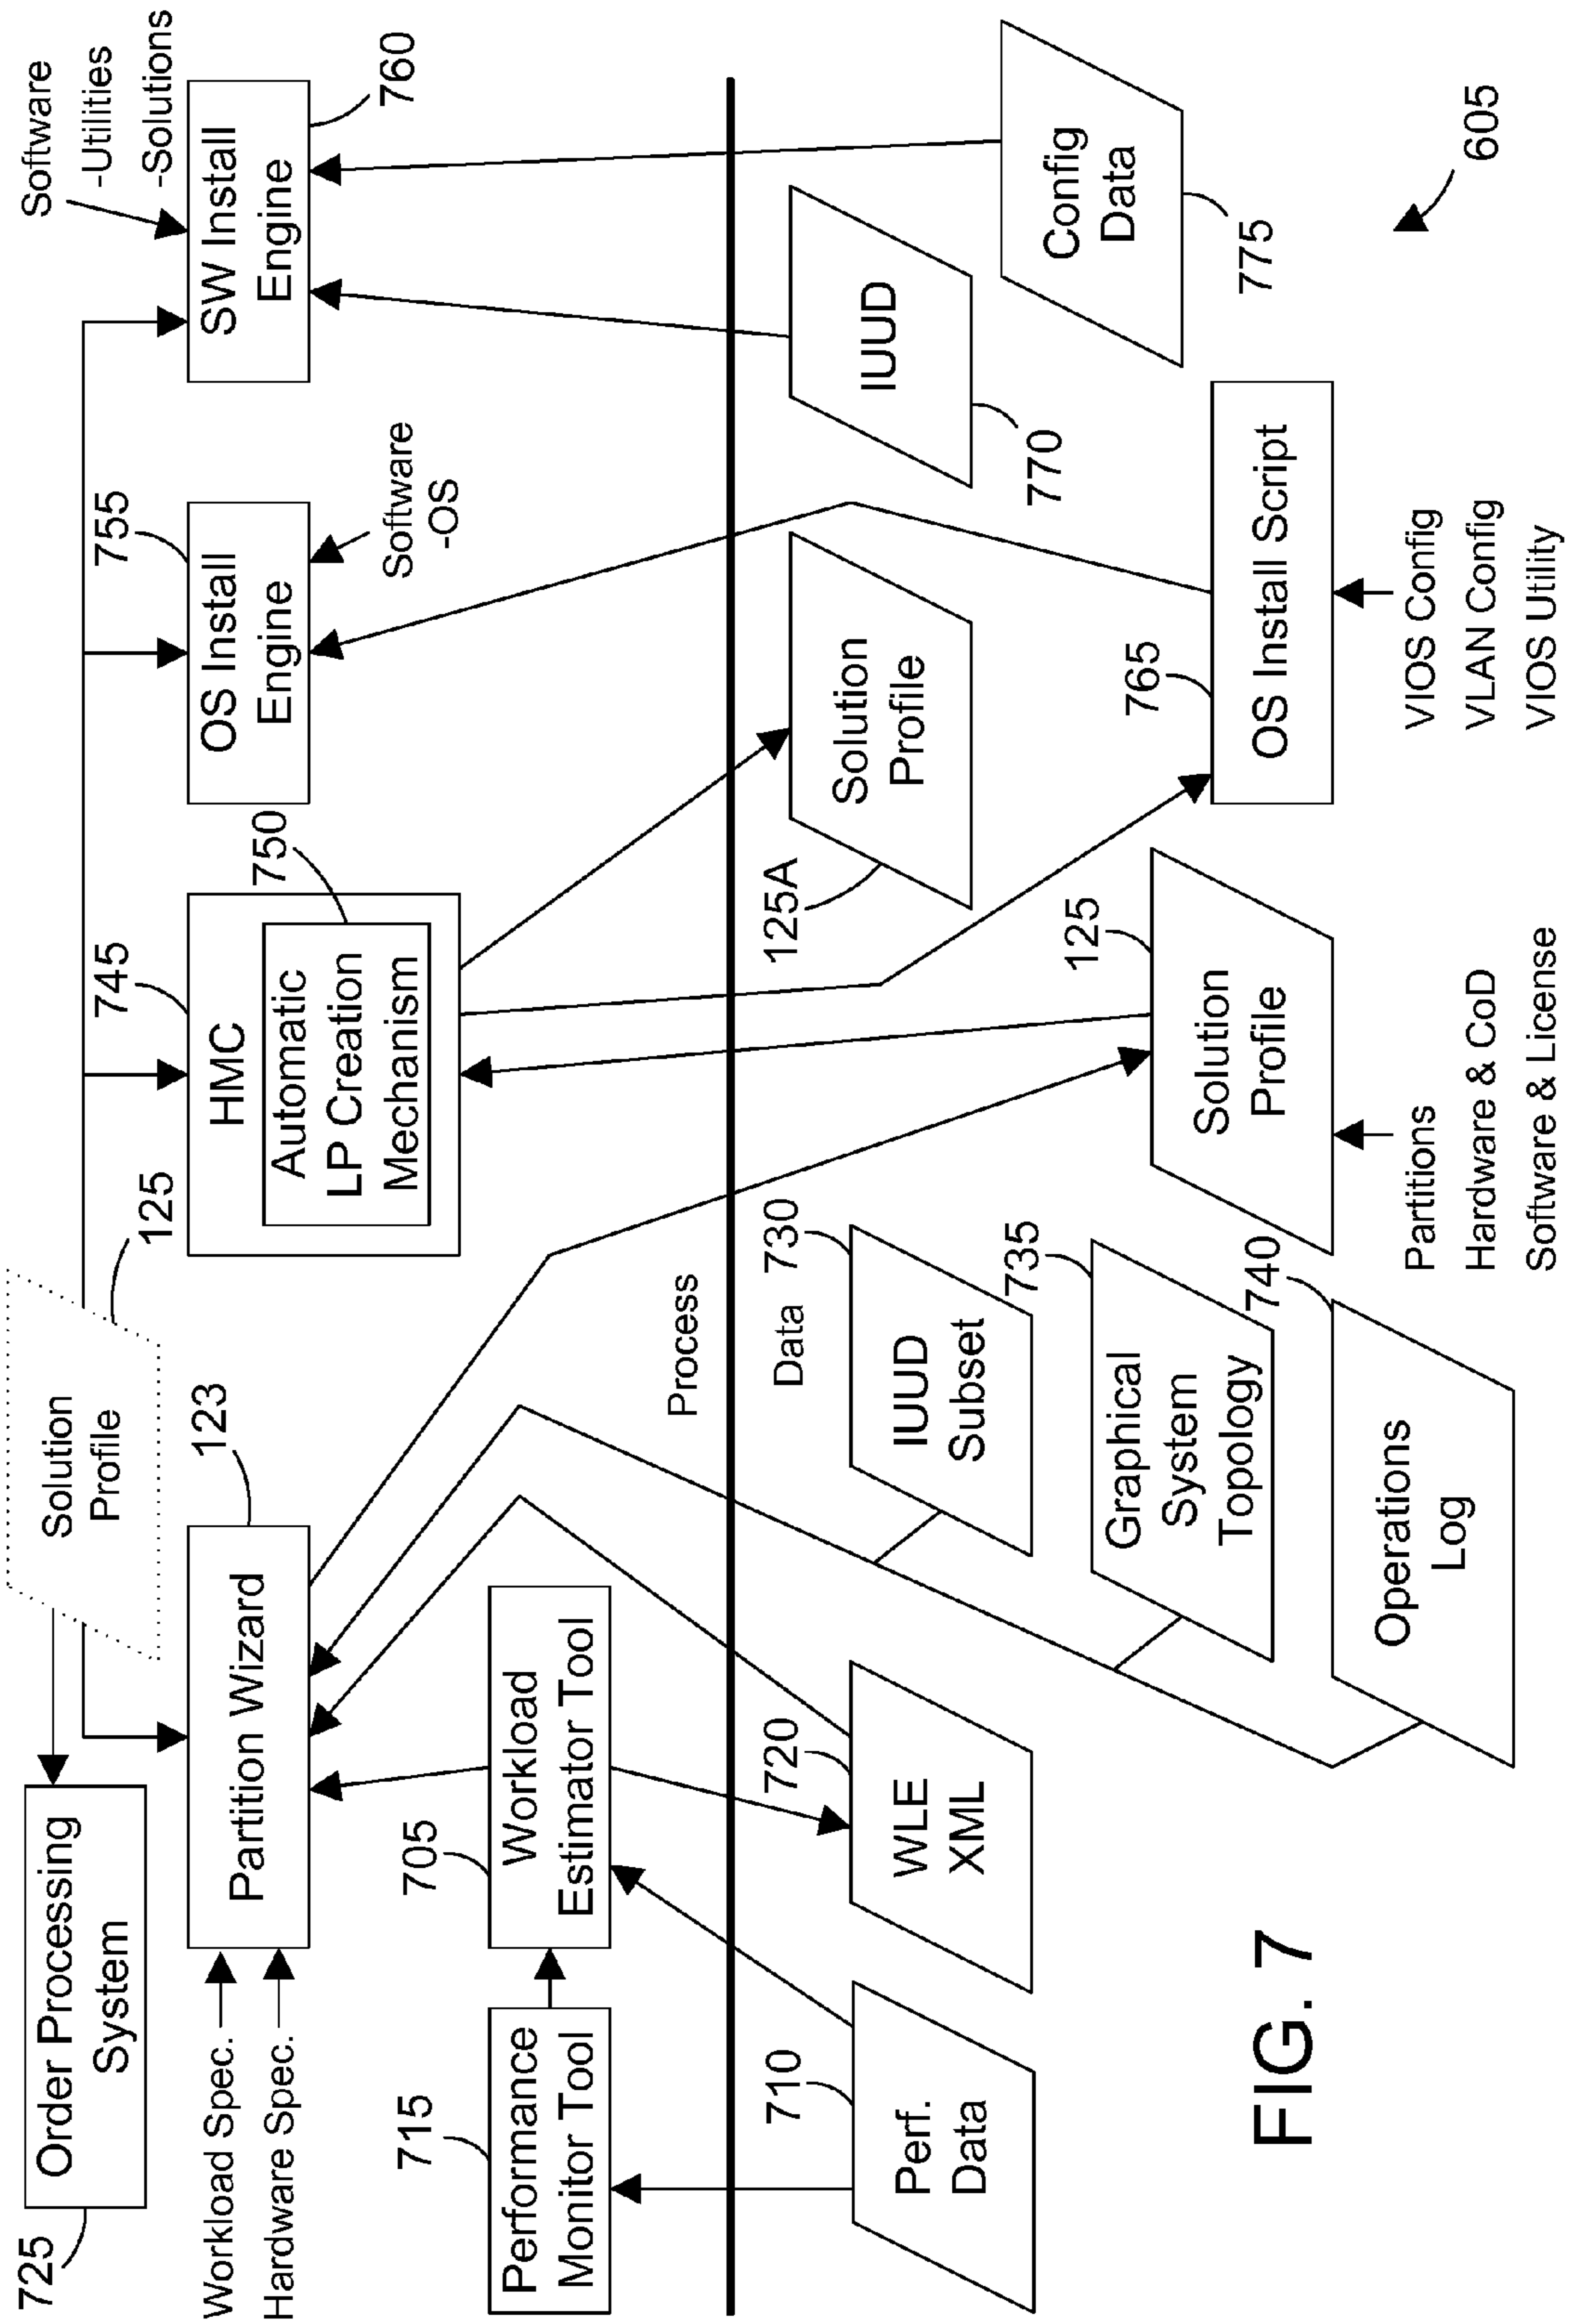 725
Order Processing
System
Solution
Profile
125
Software
-Utilities
-Solutions
Workload Spec.
Hardware Spec.
Partition Wizard
123
HMC
745
Automatic
LP Creation
Mechanism
750
OS Install
Engine
755
Software
-OS
SW Install
Engine
760
715
Performance
Monitor Tool
705
Workload
Estimator Tool
Process
Data
710
Perf.
Data
720
WLE
XML
730
IUUD
Subset
735
Graphical
System
Topology
740
Operations
Log
125
Solution
Profile
Partitions
Hardware & CoD
Software & License
125A
Solution
Profile
765
OS Install Script
VIOS Config
VLAN Config
VIOS Utility
IUUD
770
Config
Data
775
605
FIG. 7